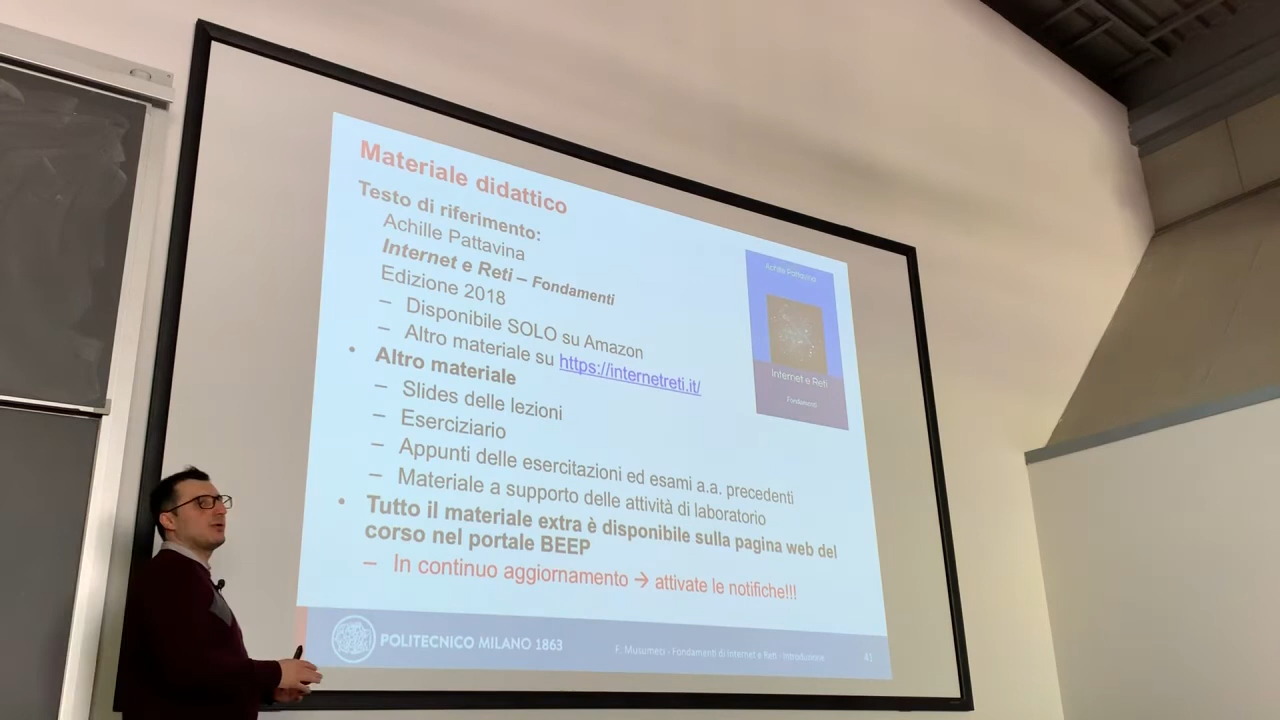 Materiale didattico
Testo di riferimento:
Achille Pattavina
Internet e Reti – Fondamenti
Edizione 2018
– Disponibile SOLO su Amazon
– Altro materiale su https://internetreti.it/
• Altro materiale
– Slides delle lezioni
– Eserciziario
– Appunti delle esercitazioni ed esami a.a. precedenti
– Materiale a supporto delle attività di laboratorio
• Tutto il materiale extra è disponibile sulla pagina web del
corso nel portale BEEP
– In continuo aggiornamento → attivate le notifiche!!!
Achille Pattavina
Internet e Reti
Fondamenti
POLITECNICO MILANO 1863
F. Musumeci - Fondamenti di Internet e Reti - Introduzione